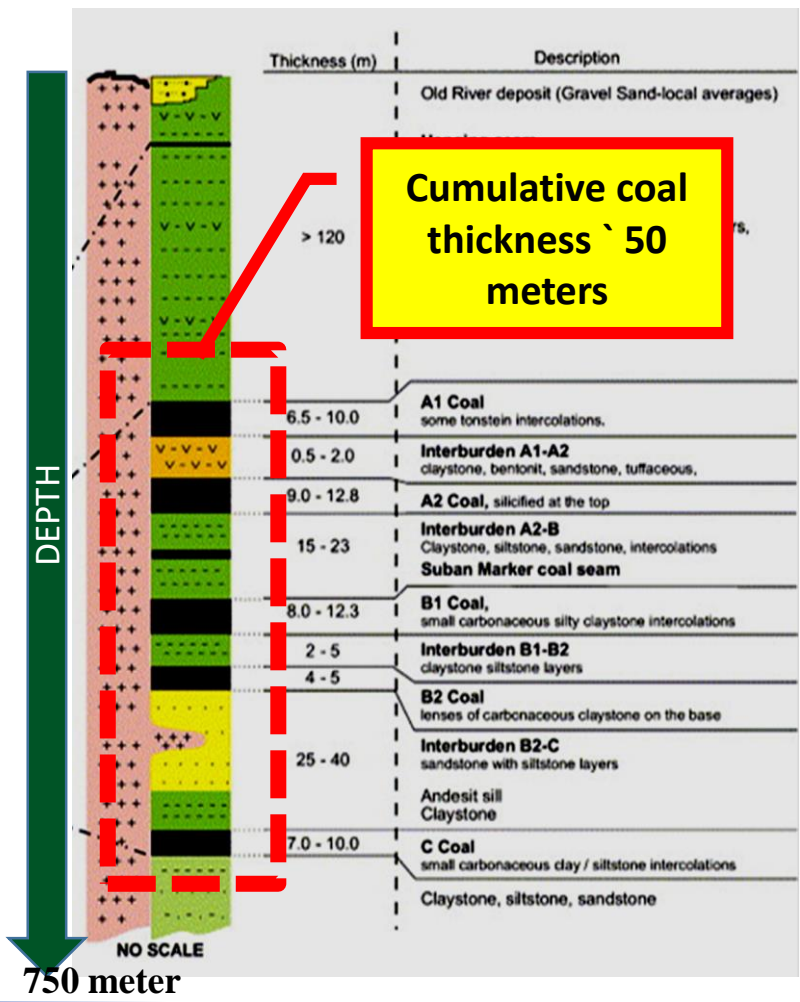 Thickness (m) Description
Old River deposit (Gravel Sand-local averages)
Cumulative coal
thickness ` 50
meters
> 120
rs,
A1 Coal
6.5 - 10.0 some tonstein intercolations.
Interburden A1-A2
0.5 - 2.0 claystone, bentonit, sandstone, tuffaceous,
9.0 - 12.8 A2 Coal, silicified at the top
Interburden A2-B
15 - 23 Claystone, siltstone, sandstone, intercolations
Suban Marker coal seam
B1 Coal,
8.0 - 12.3 small carbonaceous silty claystone intercolations
2 - 5 Interburden B1-B2
claystone siltstone layers
4 - 5
B2 Coal
lenses of carbonaceous claystone on the base
Interburden B2-C
25 - 40 sandstone with siltstone layers
Andesit sill
Claystone
7.0 - 10.0 C Coal
small carbonaceous clay / siltstone intercolations
Claystone, siltstone, sandstone
DEPTH
NO SCALE
750 meter